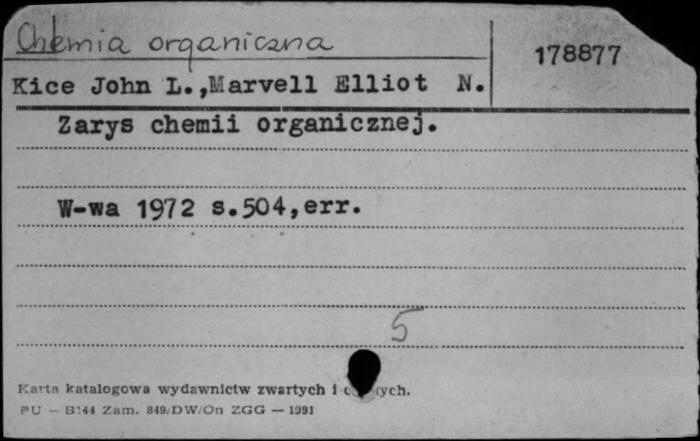 Chemia organiczna
178877
Kice John L.,Marvell Elliot N.
Zarys chemii organicznej.
W-wa 1972 s.504,err.
5
Karta katalogowa wydawnictw zwartych i
PU — B144 Zam. 849/DW/On ZGG — 1991